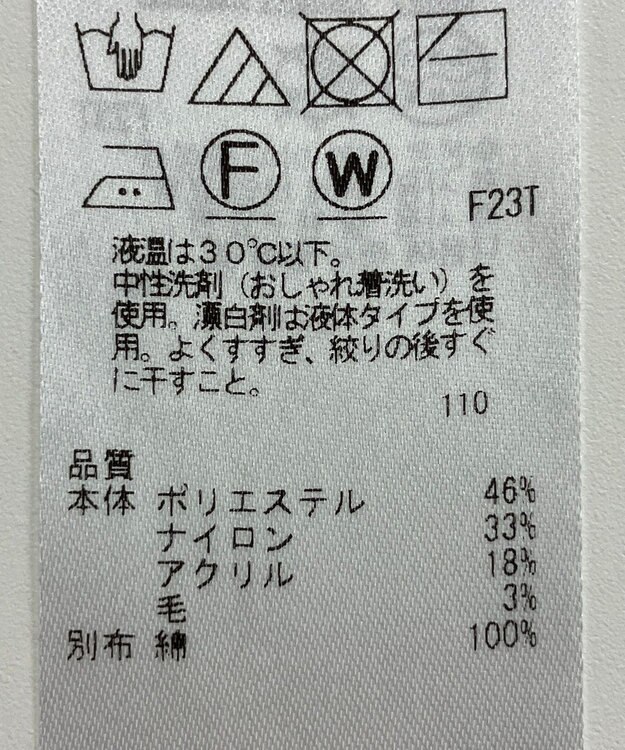 F
W
F23T
液温は30℃以下。
中性洗剤(おしゃれ着洗い)を
使用。漂白剤は液体タイプを使
用。よくすすぎ、絞りの後すぐ
に干すこと。
110
品質
本体 ポリエステル 46%
ナイロン 33%
アクリル 18%
毛 3%
別布 綿 100%